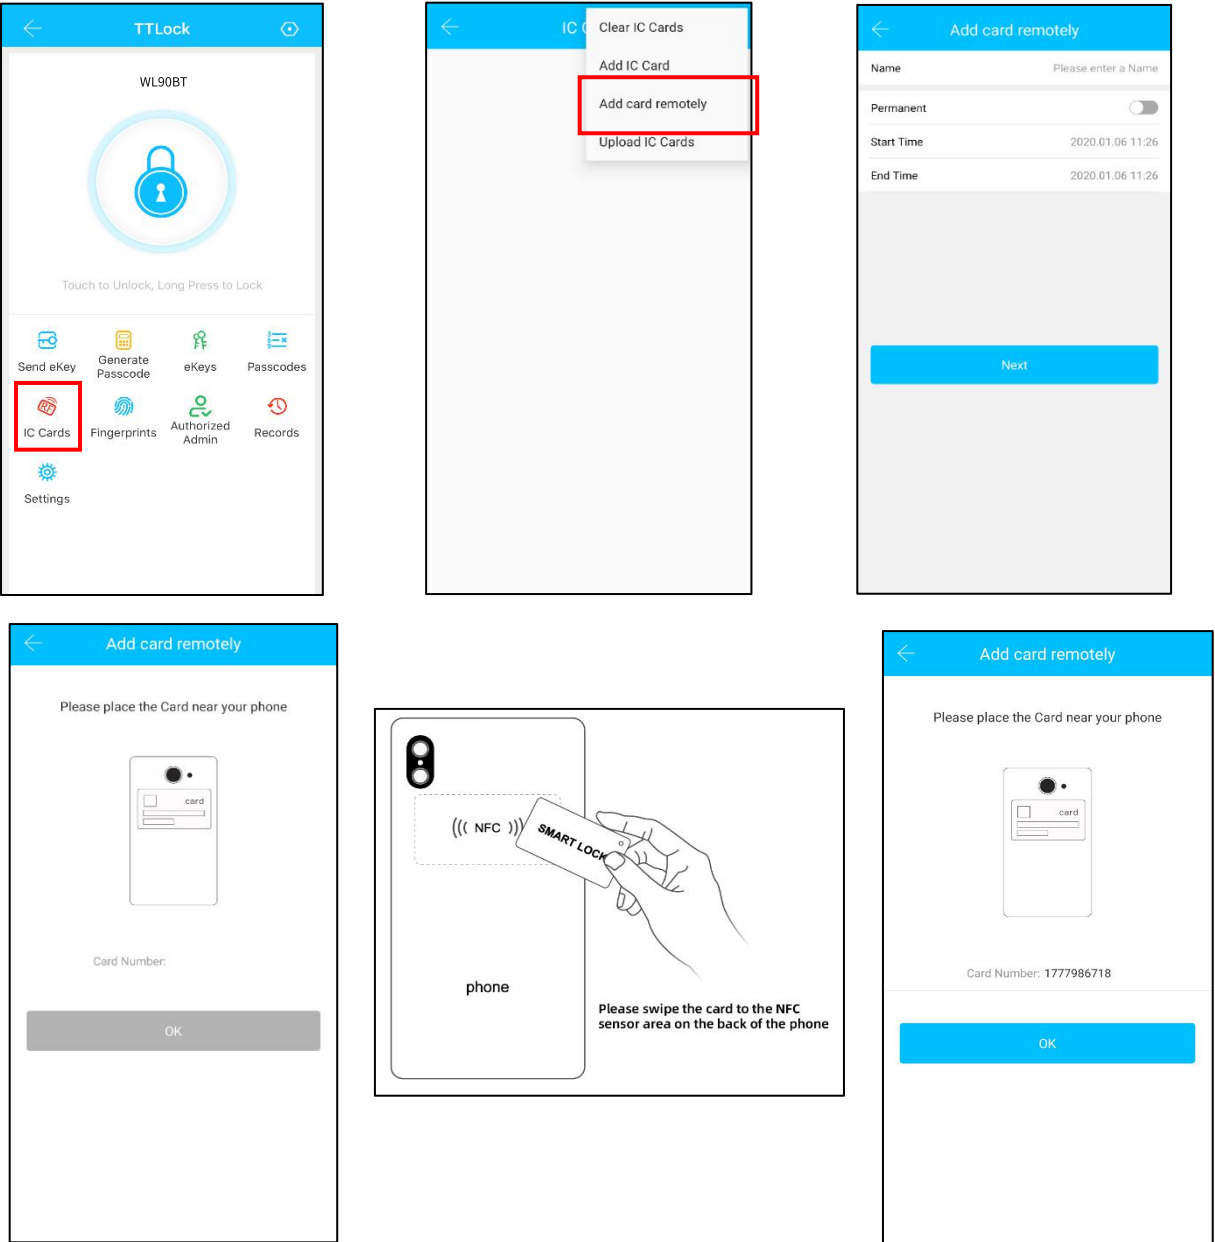 TTLock
WL90BT
Touch to Unlock, Long Press to Lock
Send eKey
Generate
Passcode
eKeys
Passcodes
RF
IC Cards
Fingerprints
Authorized
Admin
Records
Settings
IC
Clear IC Cards
Add IC Card
Add card remotely
Upload IC Cards
Add card remotely
Name Please enter a Name
Permanent
Start Time 2020.01.06 11:26
End Time 2020.01.06 11:26
Next
Add card remotely
Please place the Card near your phone
card
Card Number:
OK
((( NFC )))
SMART LOCK
phone
Please swipe the card to the NFC
sensor area on the back of the phone
Add card remotely
Please place the Card near your phone
card
Card Number: 1777986718
OK